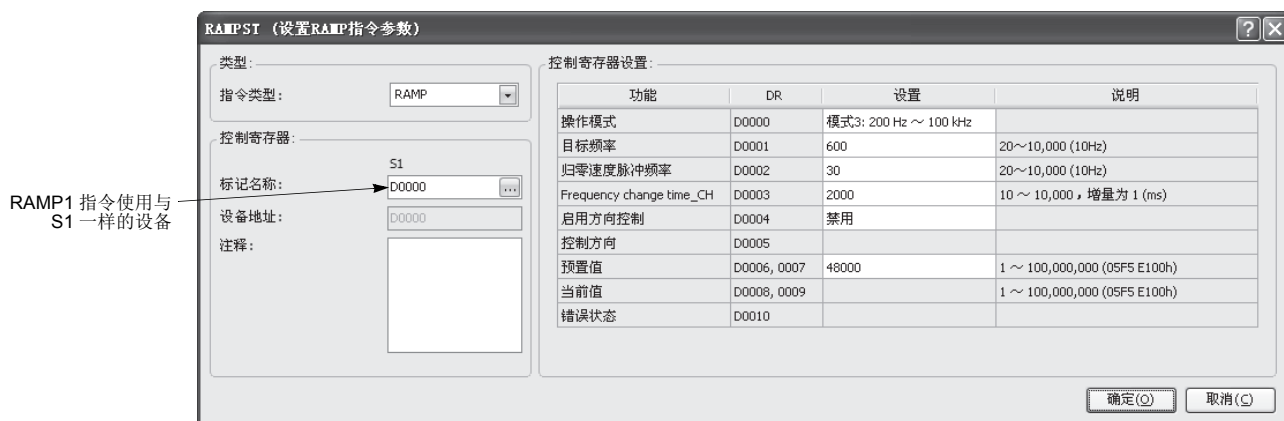 RAMPST (设置RAMP指令参数)
类型:
指令类型: RAMP
控制寄存器:
S1
标记名称: D0000 ...
设备地址: D0000
注释:
RAMP1 指令使用与
S1 一样的设备
控制寄存器设置:
功能 DR 设置 说明
操作模式 D0000 模式3: 200 Hz ～ 100 kHz
目标频率 D0001 600 20～10,000 (10Hz)
归零速度脉冲频率 D0002 30 20～10,000 (10Hz)
Frequency change time_CH D0003 2000 10 ～ 10,000，增量为 1 (ms)
启用方向控制 D0004 禁用
控制方向 D0005
预置值 D0006, 0007 48000 1 ～ 100,000,000 (05F5 E100h)
当前值 D0008, 0009 1 ～ 100,000,000 (05F5 E100h)
错误状态 D0010
确定(O) 取消(C)